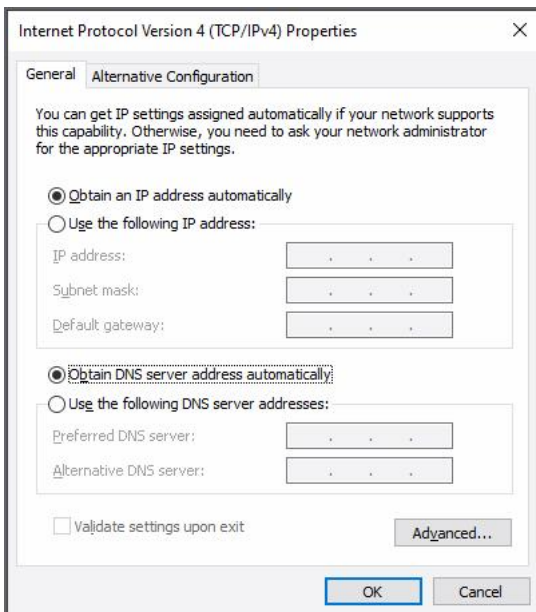 Internet Protocol Version 4 (TCP/IPv4) Properties
General
Alternative Configuration
You can get IP settings assigned automatically if your network supports
this capability. Otherwise, you need to ask your network administrator
for the appropriate IP settings.
Obtain an IP address automatically
Use the following IP address:
IP address:
Subnet mask:
Default gateway:
Obtain DNS server address automatically
Use the following DNS server addresses:
Preferred DNS server:
Alternative DNS server:
Validate settings upon exit
Advanced...
OK
Cancel